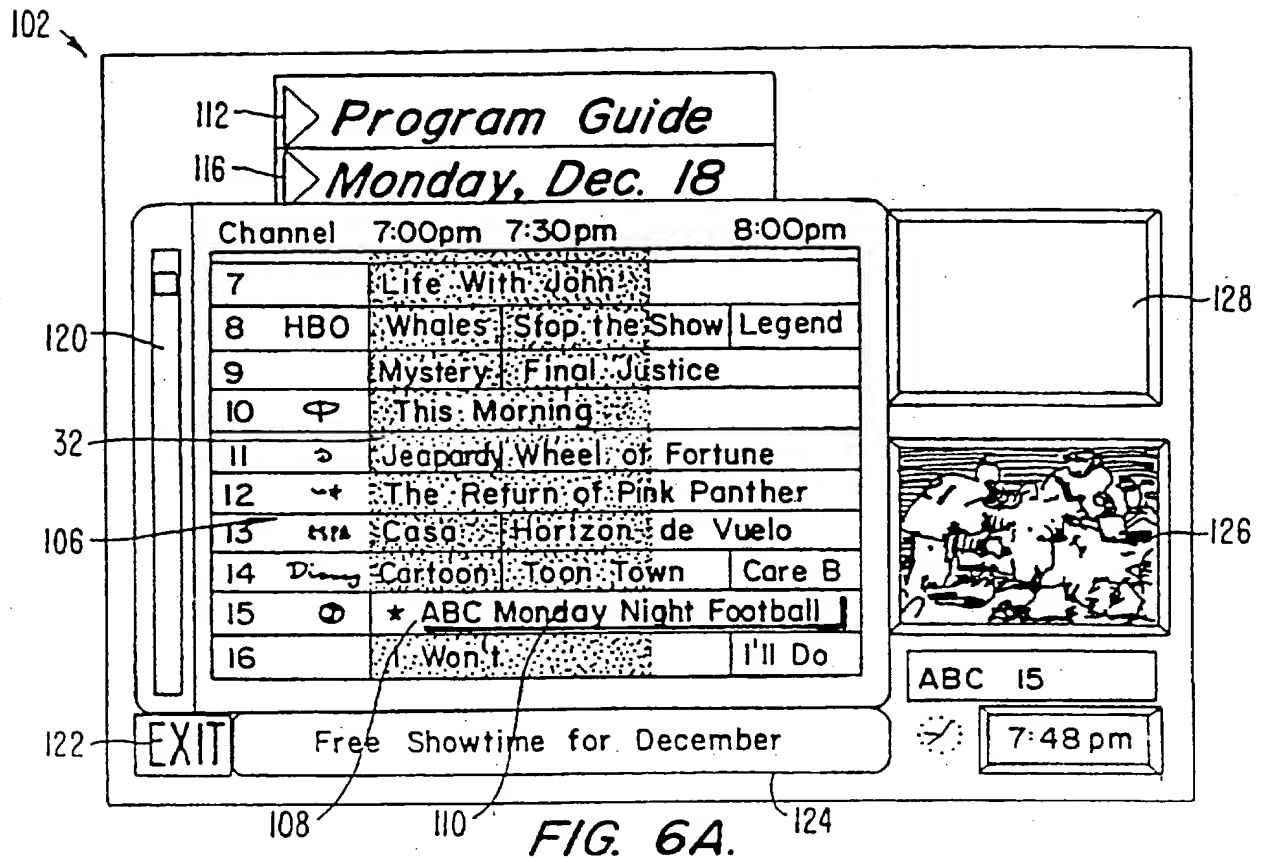 102
112 Program Guide
116 Monday, Dec. 18
Channel 7:00pm 7:30pm 8:00pm
7 Life With John
8 HBO Whales Stop the Show Legend
9 Mystery Final Justice
10 This Morning
11 Jeapardy Wheel of Fortune
12 The Return of Pink Panther
13 Casa Horizon de Vuelo
14 Cartoon Toon Town Care B
15 * ABC Monday Night Football
16 I Won't I'll Do
120
32
106
128
126
ABC 15
122 EXIT Free Showtime for December 7:48 pm
108 110 124
FIG. 6A.